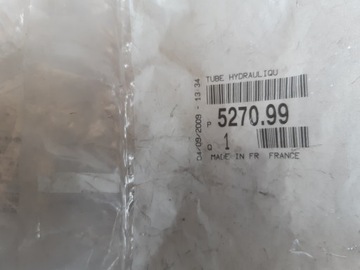 TUBE HYDRAULIQU
P 5270.99
Q 1
MADE IN FR FRANCE
04/09/2009 - 13:34